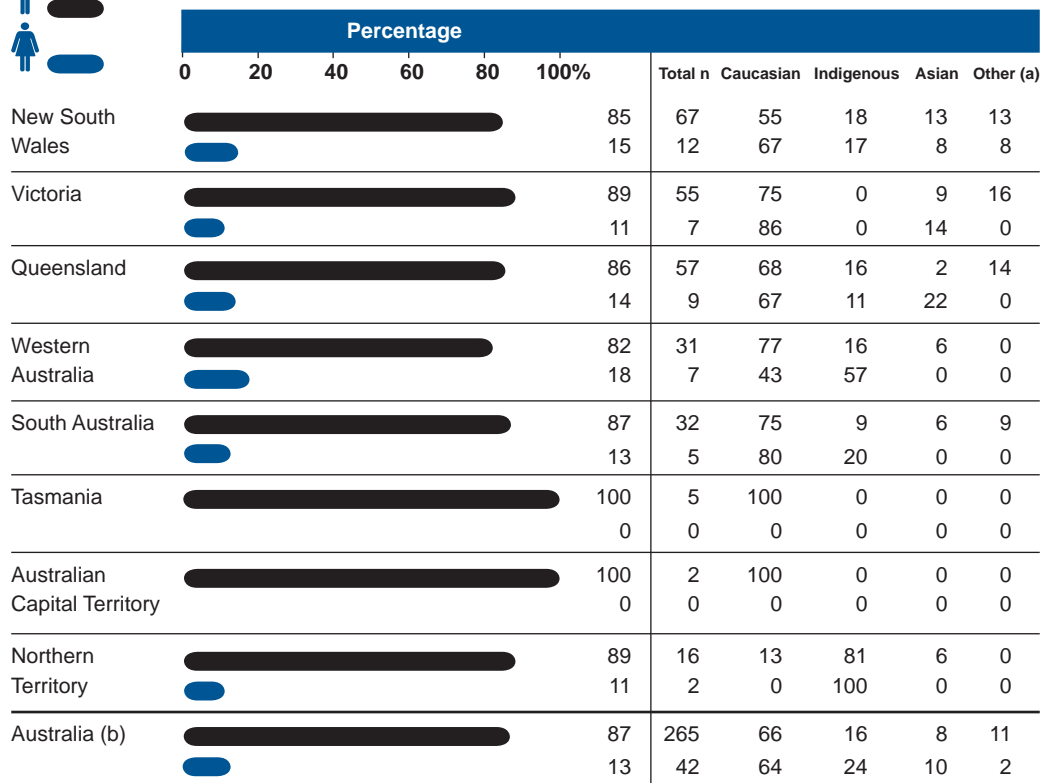 Percentage
0 20 40 60 80 100% Total n Caucasian Indigenous Asian Other (a)
New South 85 67 55 18 13 13
Wales 15 12 67 17 8 8
Victoria 89 55 75 0 9 16
11 7 86 0 14 0
Queensland 86 57 68 16 2 14
14 9 67 11 22 0
Western 82 31 77 16 6 0
Australia 18 7 43 57 0 0
South Australia 87 32 75 9 6 9
13 5 80 20 0 0
Tasmania 100 5 100 0 0 0
0 0 0 0 0 0
Australian 100 2 100 0 0 0
Capital Territory 0 0 0 0 0 0
Northern 89 16 13 81 6 0
Territory 11 2 0 100 0 0
Australia (b) 87 265 66 16 8 11
13 42 64 24 10 2